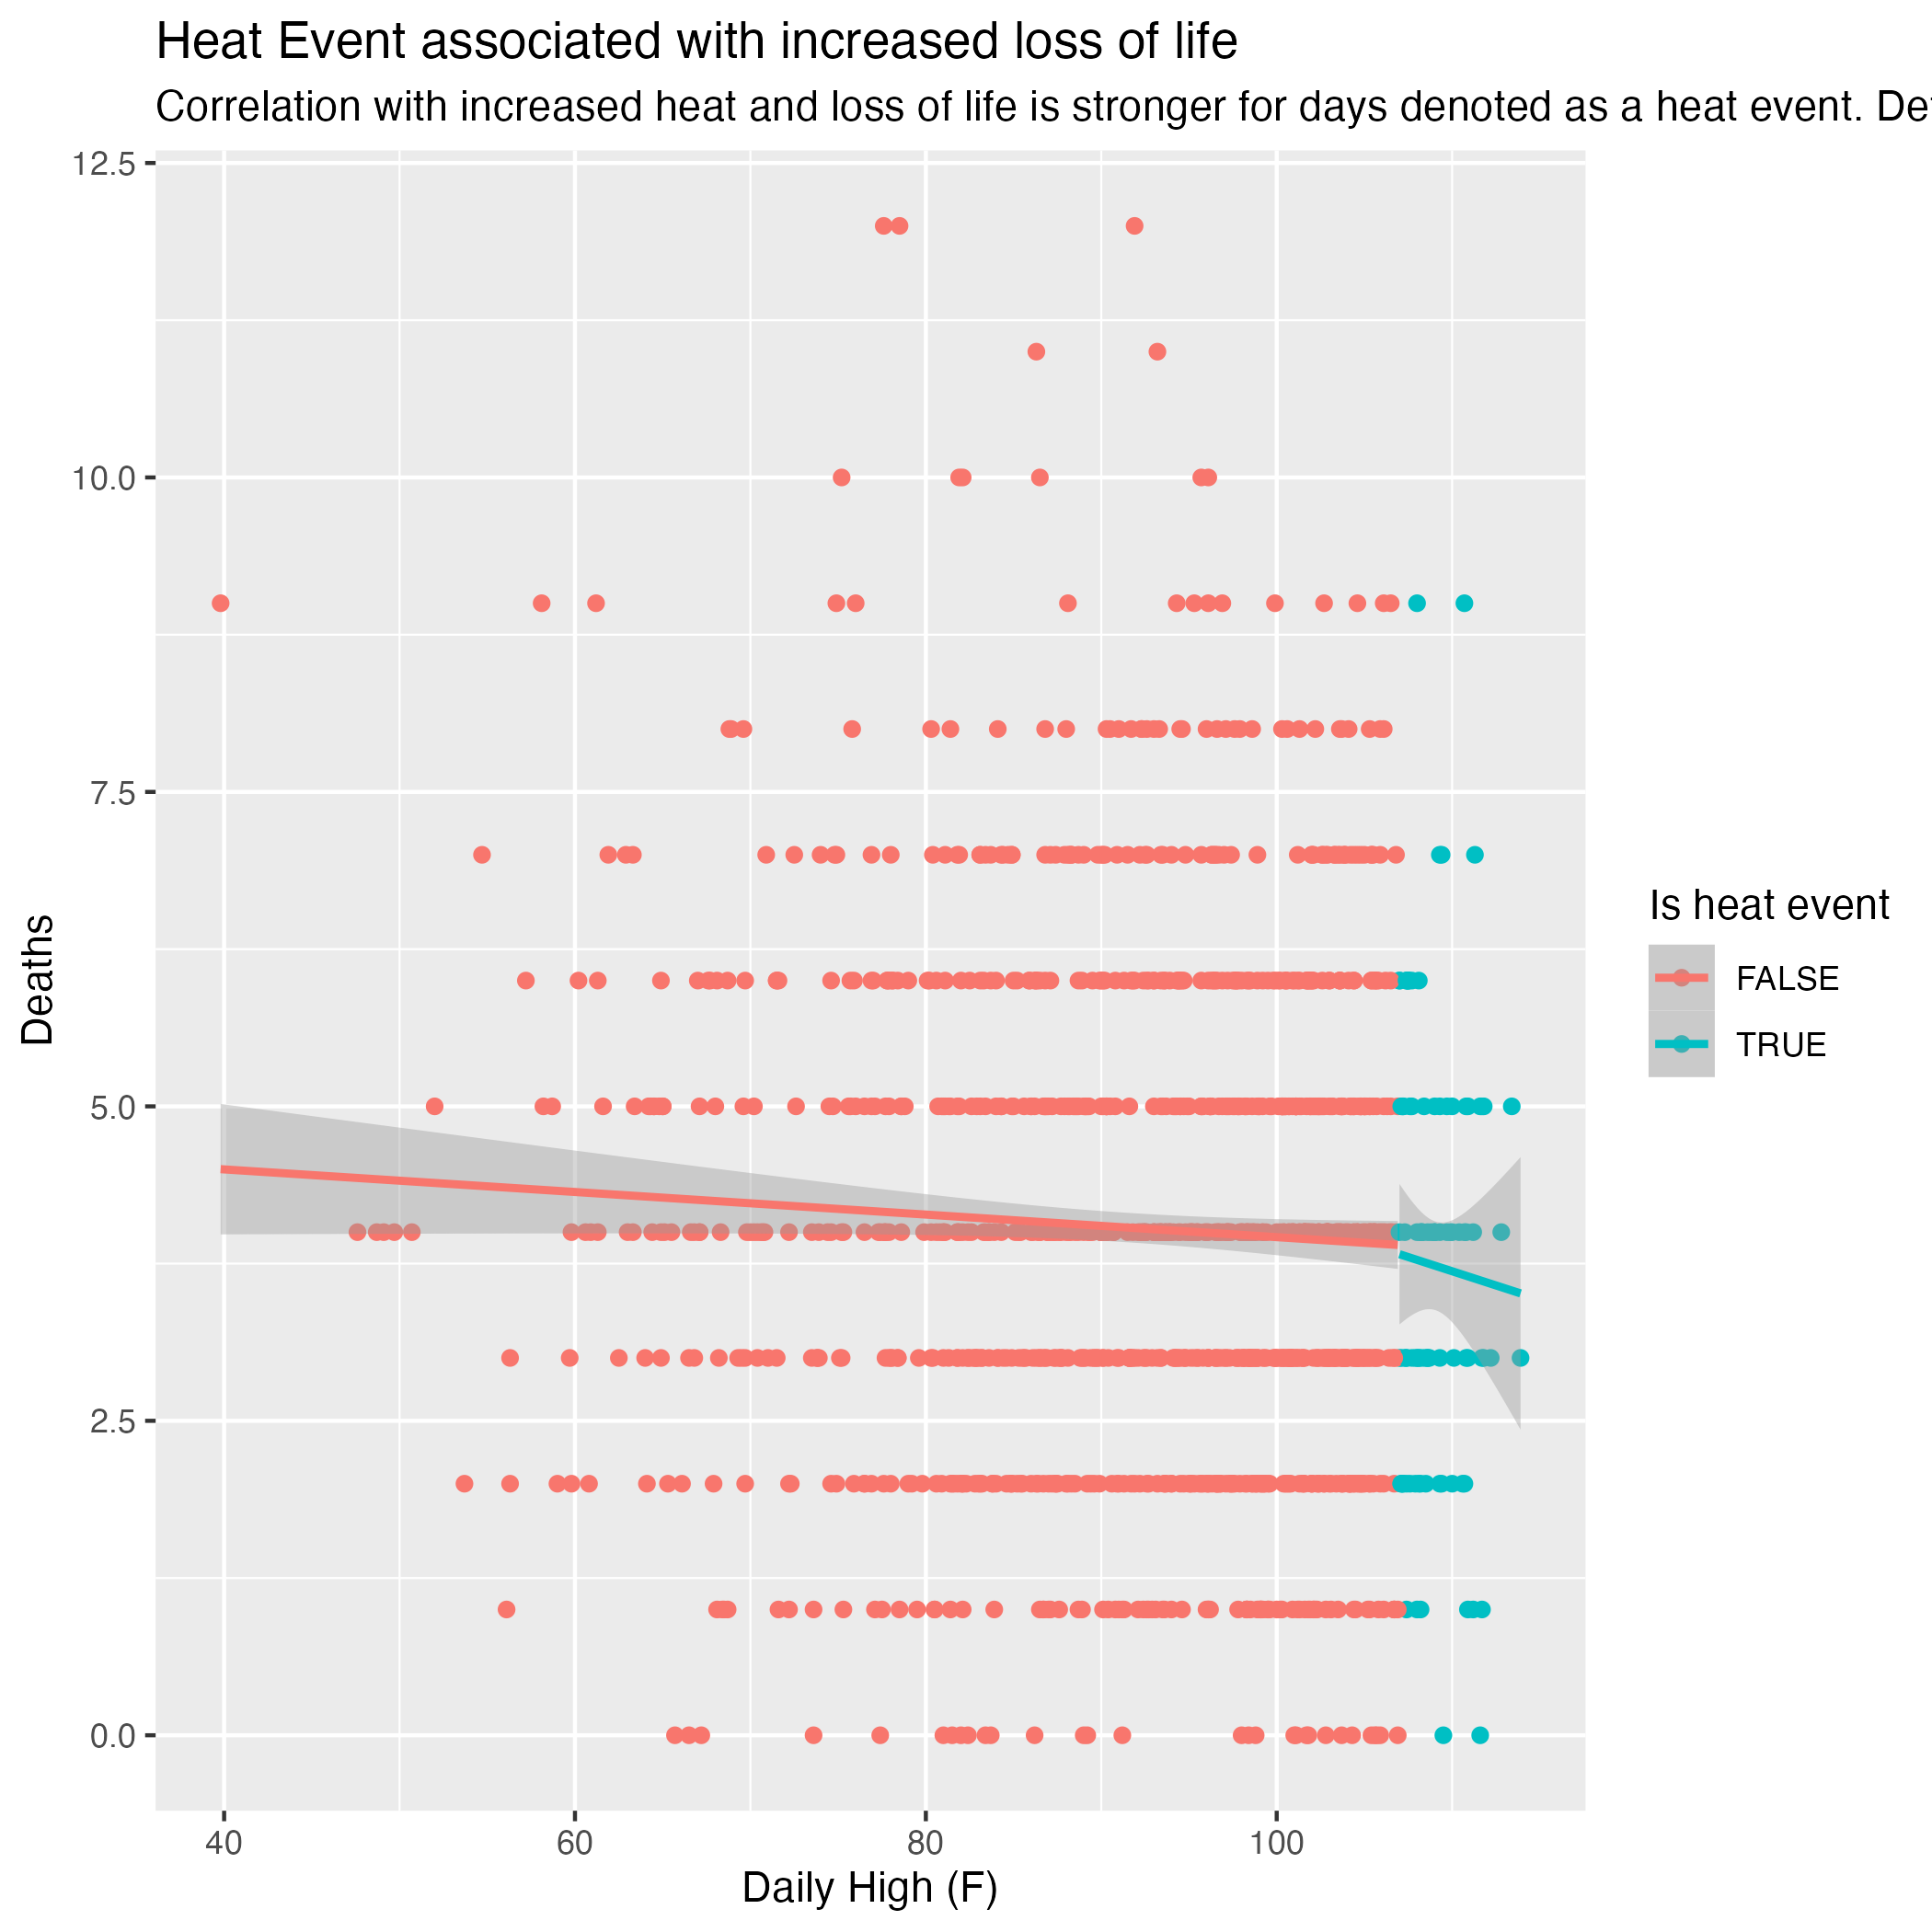 Heat Event associated with increased loss of life
Correlation with increased heat and loss of life is stronger for days denoted as a heat event.
12.5
10.0
7.5
5.0
2.5
0.0
Deaths
40
60
80
100
Daily High (F)
Is heat event
FALSE
TRUE